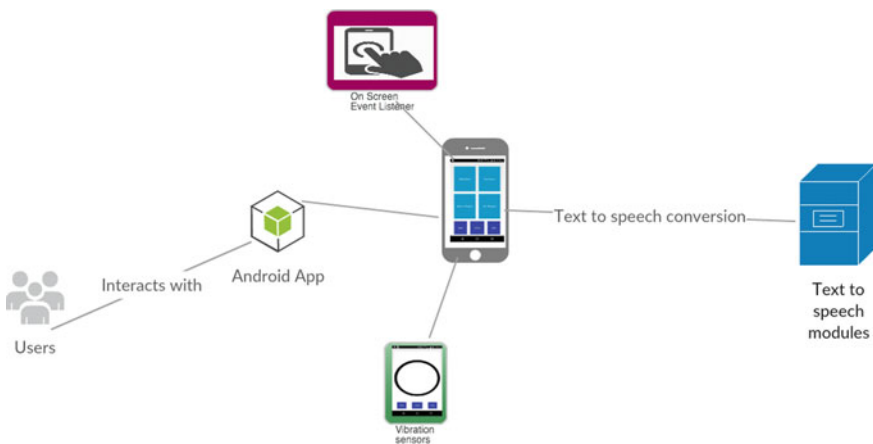 On Screen
Event Listener
Text to speech conversion
Android App
Interacts with
Users
Text to
speech
modules
Vibration
sensors